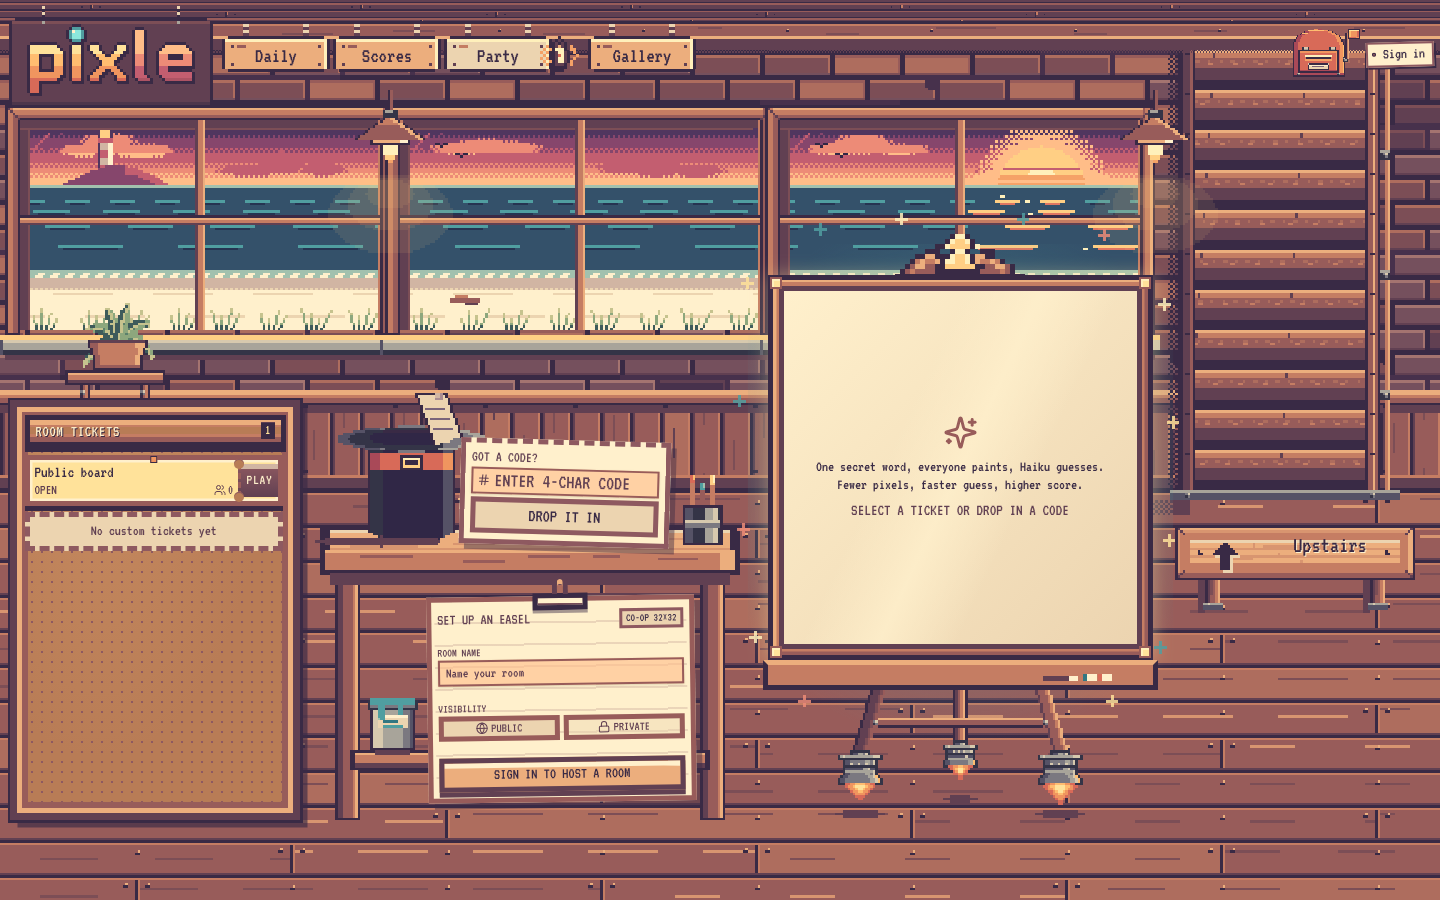 pixle
Daily
Scores
Party
Gallery
Sign in
ROOM TICKETS
1
Public board
OPEN
0
PLAY
No custom tickets yet
GOT A CODE?
# ENTER 4-CHAR CODE
DROP IT IN
SET UP AN EASEL
CO-OP 32×32
ROOM NAME
Name your room
VISIBILITY
PUBLIC
PRIVATE
SIGN IN TO HOST A ROOM
One secret word, everyone paints, Haiku guesses.
Fewer pixels, faster guess, higher score.
SELECT A TICKET OR DROP IN A CODE
Upstairs